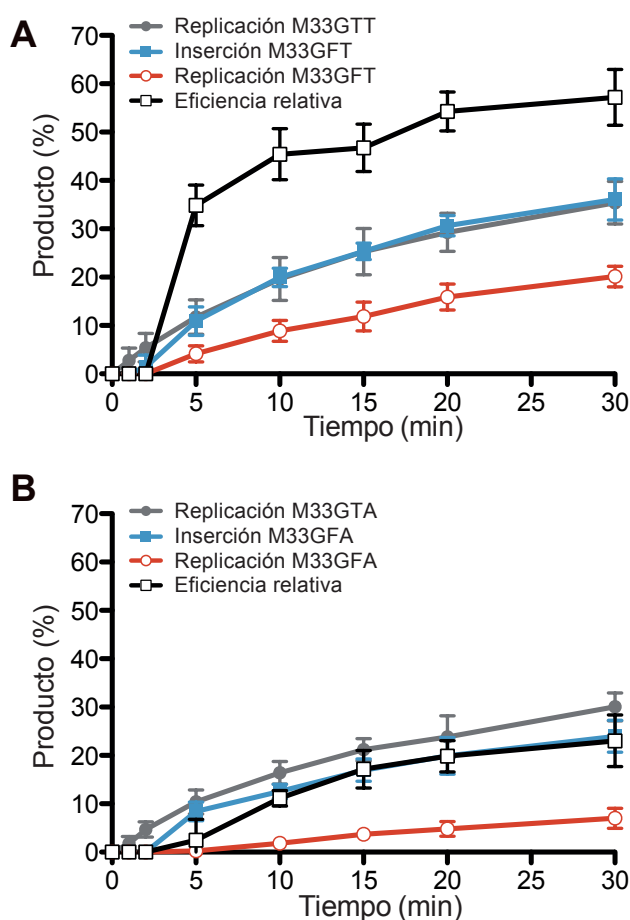 A
Replicación M33GTT
Inserción M33GFT
Replicación M33GFT
Eficiencia relativa
Producto (%)
70
60
50
40
30
20
10
0
0 5 10 15 20 25 30
Tiempo (min)
B
Replicación M33GTA
Inserción M33GFA
Replicación M33GFA
Eficiencia relativa
Producto (%)
70
60
50
40
30
20
10
0
0 5 10 15 20 25 30
Tiempo (min)